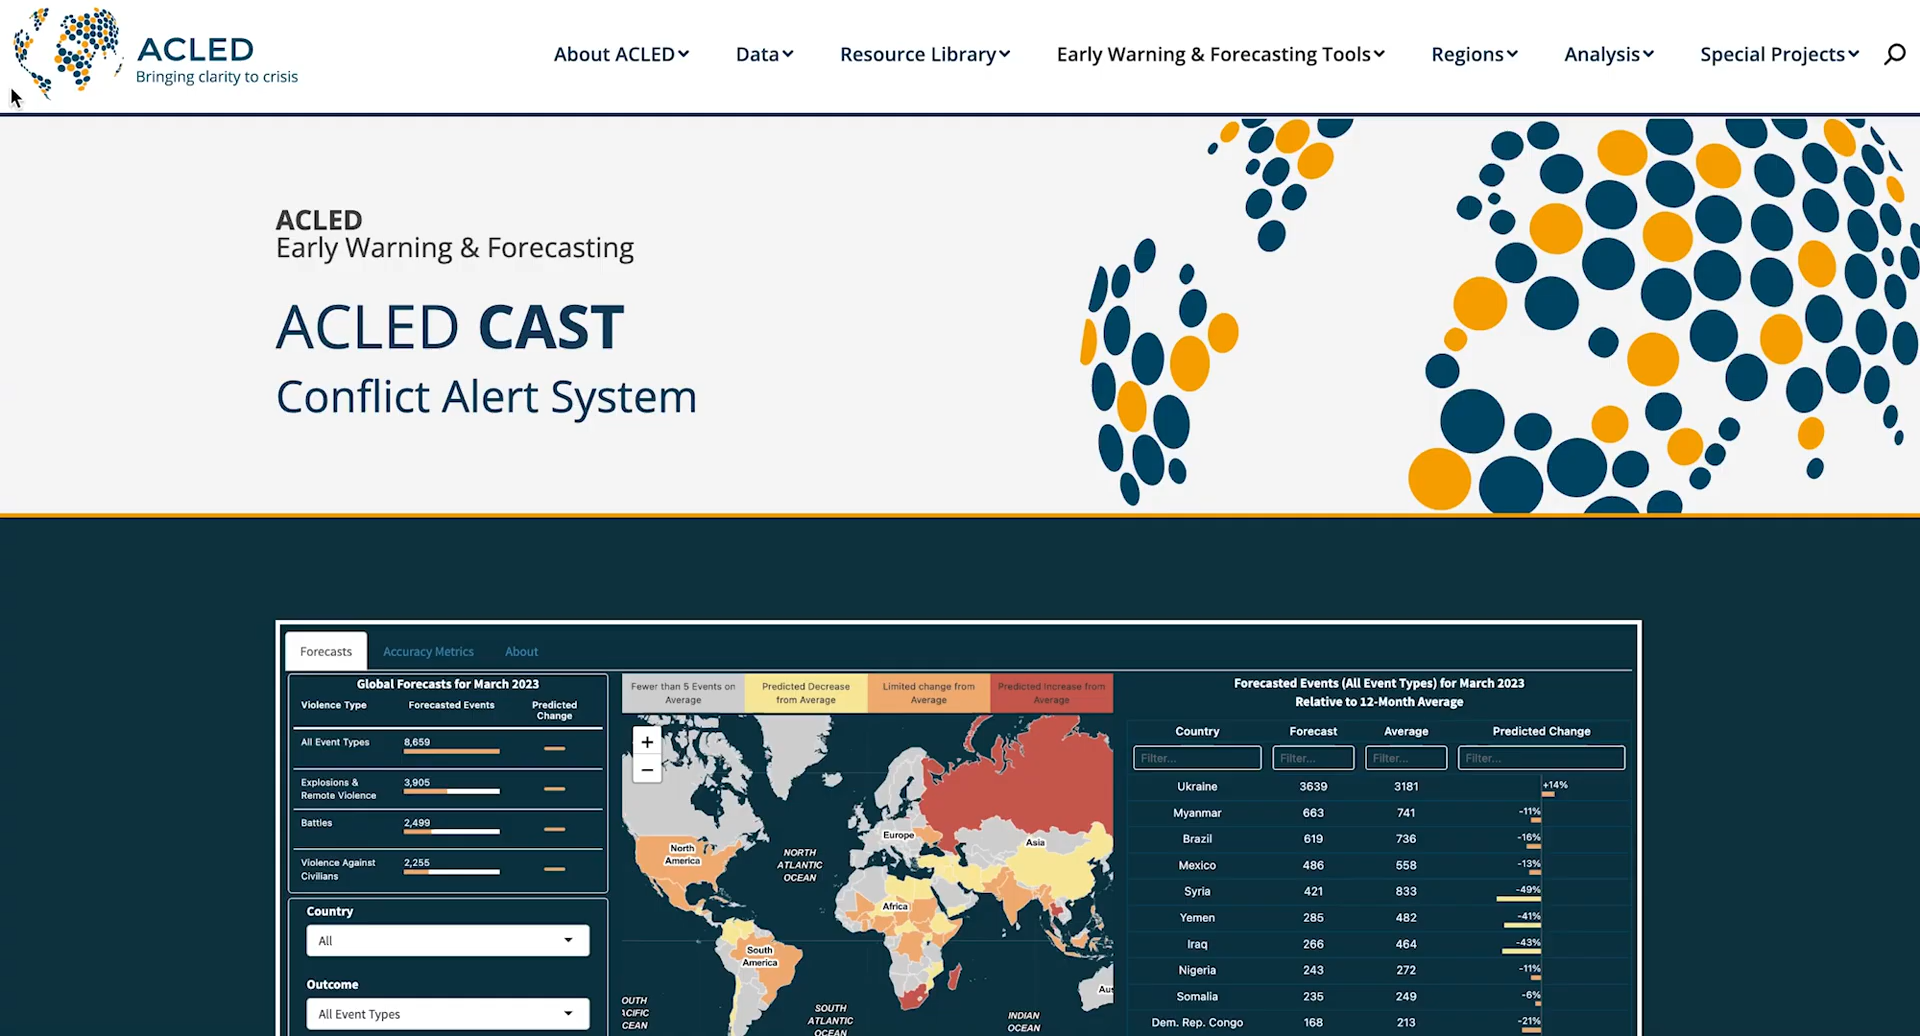 ACLED
Bringing clarity to crisis
About ACLED
Data
Resource Library
Early Warning & Forecasting Tools
Regions
Analysis
Special Projects
ACLED
Early Warning & Forecasting
ACLED CAST
Conflict Alert System
Forecasts
Accuracy Metrics
About
Global Forecasts for March 2023
Violence Type
Forecasted Events
Predicted
Change
All Event Types
8,659
Explosions &
Remote Violence
3,905
Battles
2,499
Violence Against
Civilians
2,255
Country
All
Outcome
All Event Types
Fewer than 5 Events on
Average
Predicted Decrease
from Average
Limited change from
Average
Predicted Increase from
Average
+
−
North
America
NORTH
ATLANTIC
OCEAN
Europe
Asia
Africa
South
America
OUTH
ACIFIC
CEAN
SOUTH
ATLANTIC
OCEAN
INDIAN
OCEAN
Aus
Forecasted Events (All Event Types) for March 2023
Relative to 12-Month Average
Country Forecast Average Predicted Change
Filter... Filter... Filter... Filter...
Ukraine 3639 3181 +14%
Myanmar 663 741 -11%
Brazil 619 736 -16%
Mexico 486 558 -13%
Syria 421 833 -49%
Yemen 285 482 -41%
Iraq 266 464 -43%
Nigeria 243 272 -11%
Somalia 235 249 -6%
Dem. Rep. Congo 168 213 -21%